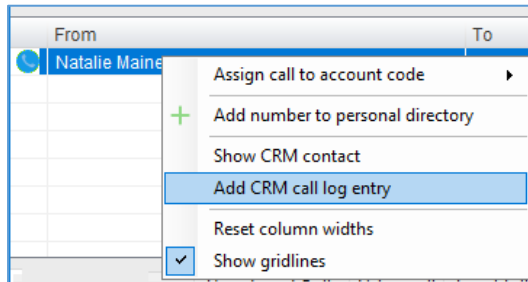 From To
Natalie Maine
Assign call to account code
Add number to personal directory
Show CRM contact
Add CRM call log entry
Reset column widths
Show gridlines